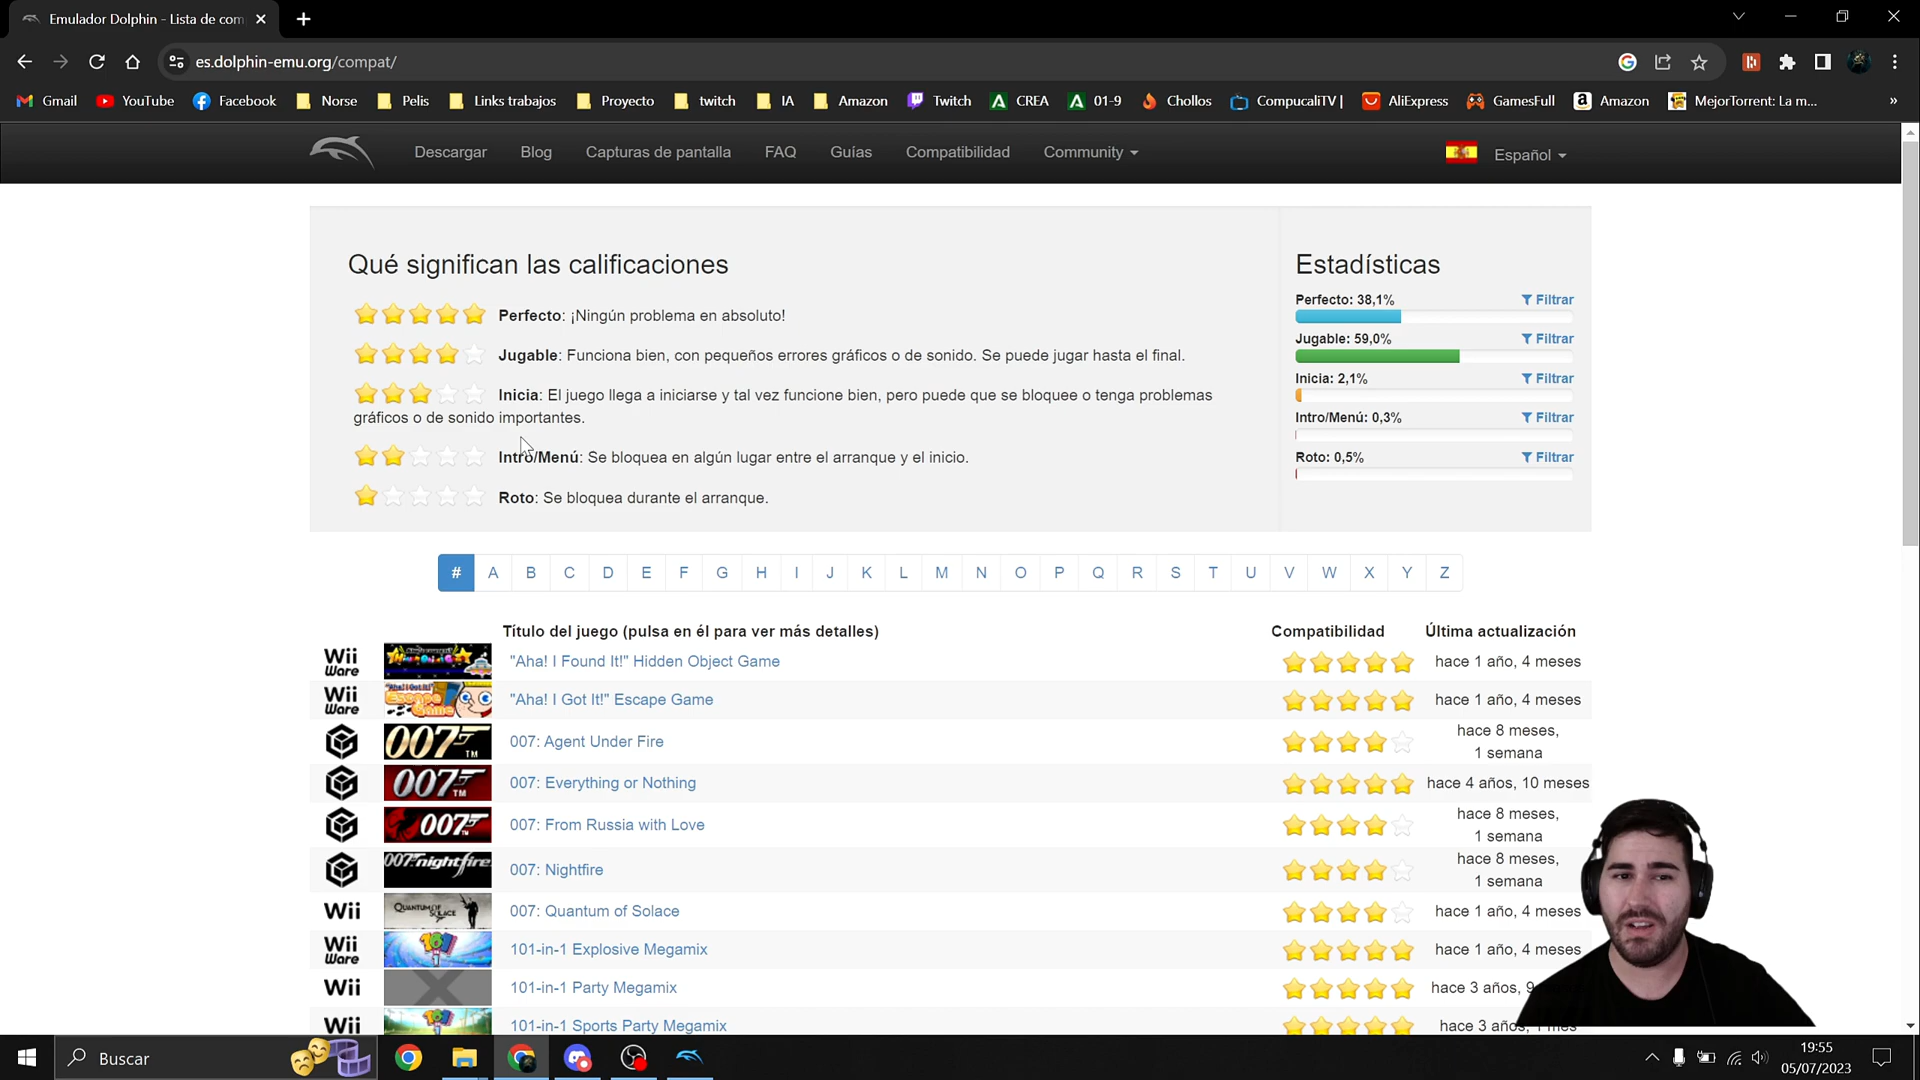 Emulador Dolphin - Lista de com
es.dolphin-emu.org/compat/
Gmail YouTube Facebook Norse Pelis Links trabajos Proyecto twitch IA Amazon Twitch CREA 01-9 Chollos CompucaliTV | AliExpress GamesFull Amazon MejorTorrent: La m... »
Descargar Blog Capturas de pantalla FAQ Guías Compatibilidad Community Español
Qué significan las calificaciones
Perfecto: ¡Ningún problema en absoluto!
Jugable: Funciona bien, con pequeños errores gráficos o de sonido. Se puede jugar hasta el final.
Inicia: El juego llega a iniciarse y tal vez funcione bien, pero puede que se bloquee o tenga problemas
gráficos o de sonido importantes.
Intro/Menú: Se bloquea en algún lugar entre el arranque y el inicio.
Roto: Se bloquea durante el arranque.
Estadísticas
Perfecto: 38,1% Filtrar
Jugable: 59,0% Filtrar
Inicia: 2,1% Filtrar
Intro/Menú: 0,3% Filtrar
Roto: 0,5% Filtrar
# A B C D E F G H I J K L M N O P Q R S T U V W X Y Z
Título del juego (pulsa en él para ver más detalles) Compatibilidad Última actualización
Wii Ware "Aha! I Found It!" Hidden Object Game hace 1 año, 4 meses
Wii Ware "Aha! I Got It!" Escape Game hace 1 año, 4 meses
007 TM 007: Agent Under Fire hace 8 meses,
1 semana
007 TM 007: Everything or Nothing hace 4 años, 10 meses
007 007: From Russia with Love hace 8 meses,
1 semana
007 nightfire 007: Nightfire hace 8 meses,
1 semana
Wii QUANTUM OF SOLACE 007: Quantum of Solace hace 1 año, 4 meses
Wii Ware 101 101-in-1 Explosive Megamix hace 1 año, 4 meses
Wii 101-in-1 Party Megamix hace 3 años, 9
Wii 101 101-in-1 Sports Party Megamix hace 3 años, 1 mes
Buscar
19:55
05/07/2023